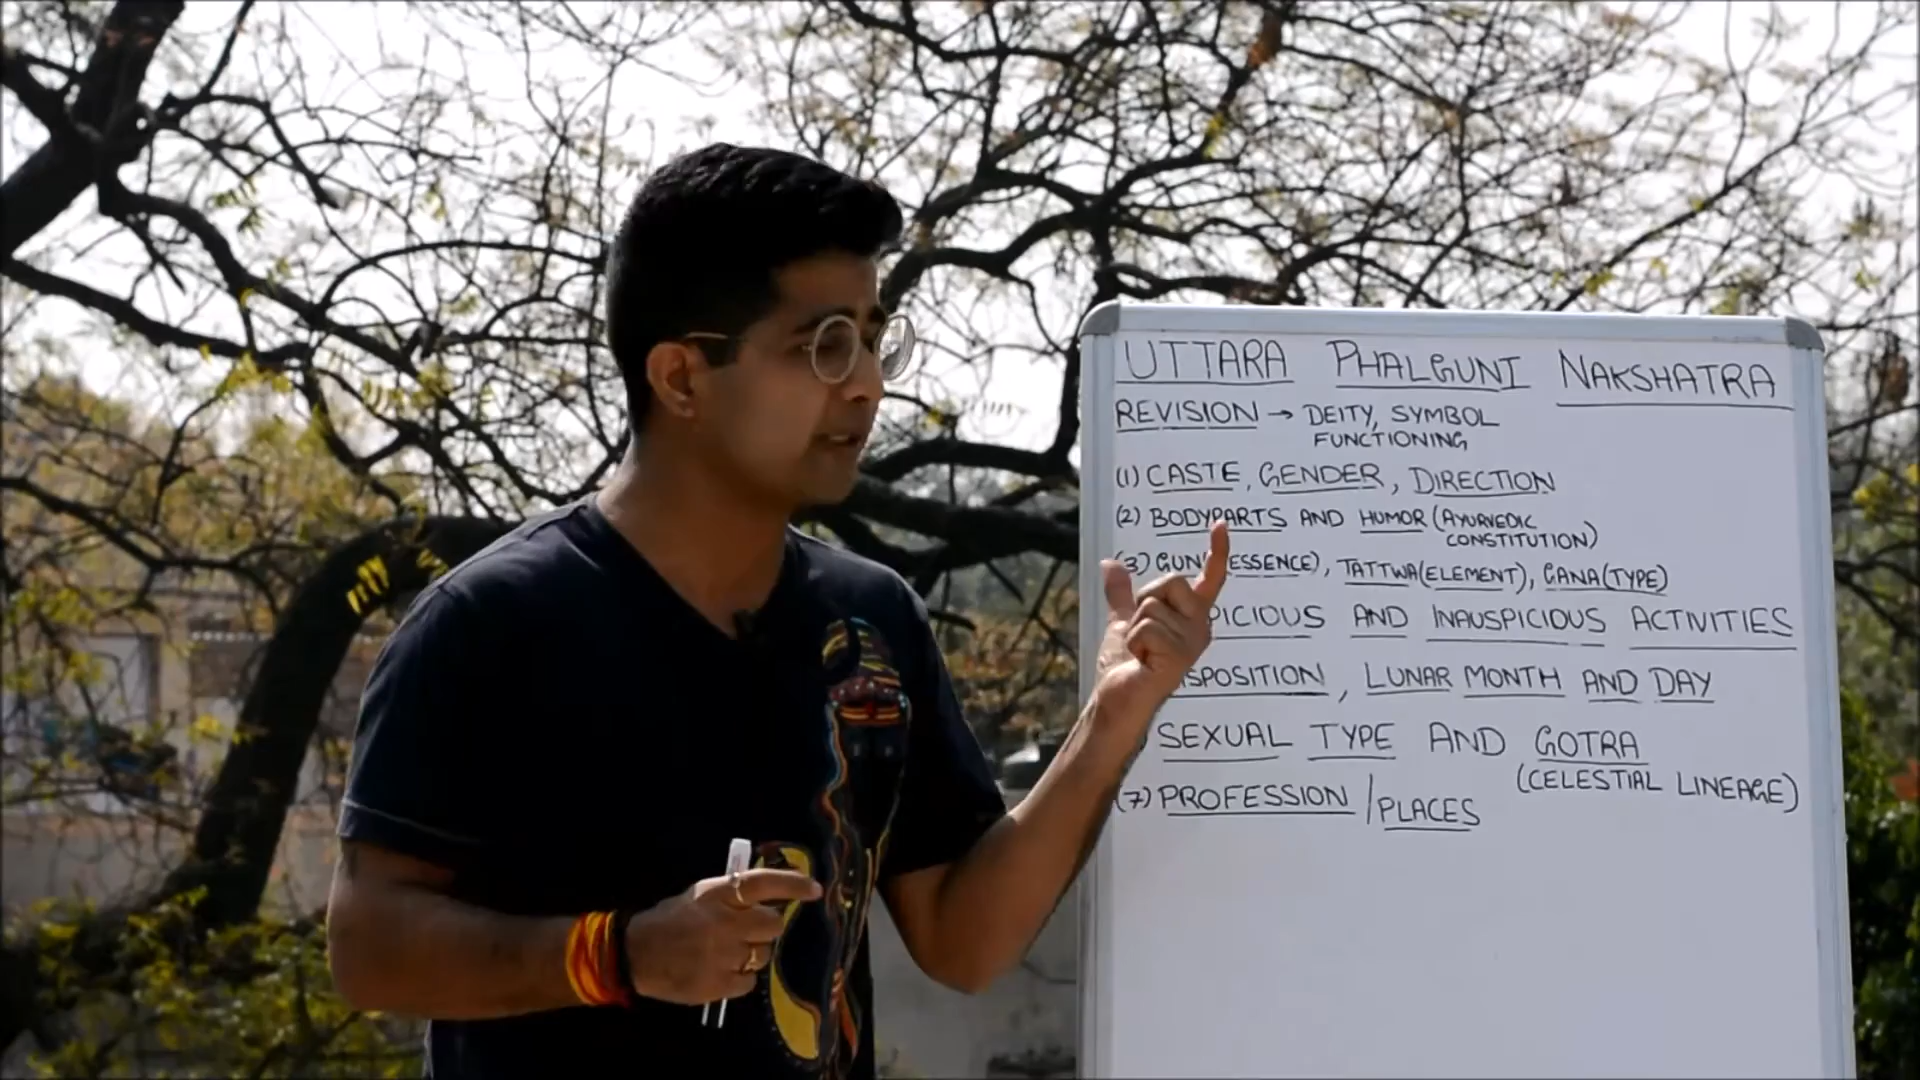 UTTARA PHALGUNI NAKSHATRA
REVISION → DEITY, SYMBOL
FUNCTIONING
(1) CASTE, GENDER, DIRECTION
(2) BODYPARTS AND HUMOR (AYURVEDIC
CONSTITUTION)
(3) ESSENCE), TATTWA(ELEMENT), GANA(TYPE)
AND INAUSPICIOUS ACTIVITIES
, LUNAR MONTH AND DAY
SEXUAL TYPE AND GOTRA
(CELESTIAL LINEAGE)
(7) PROFESSION / PLACES